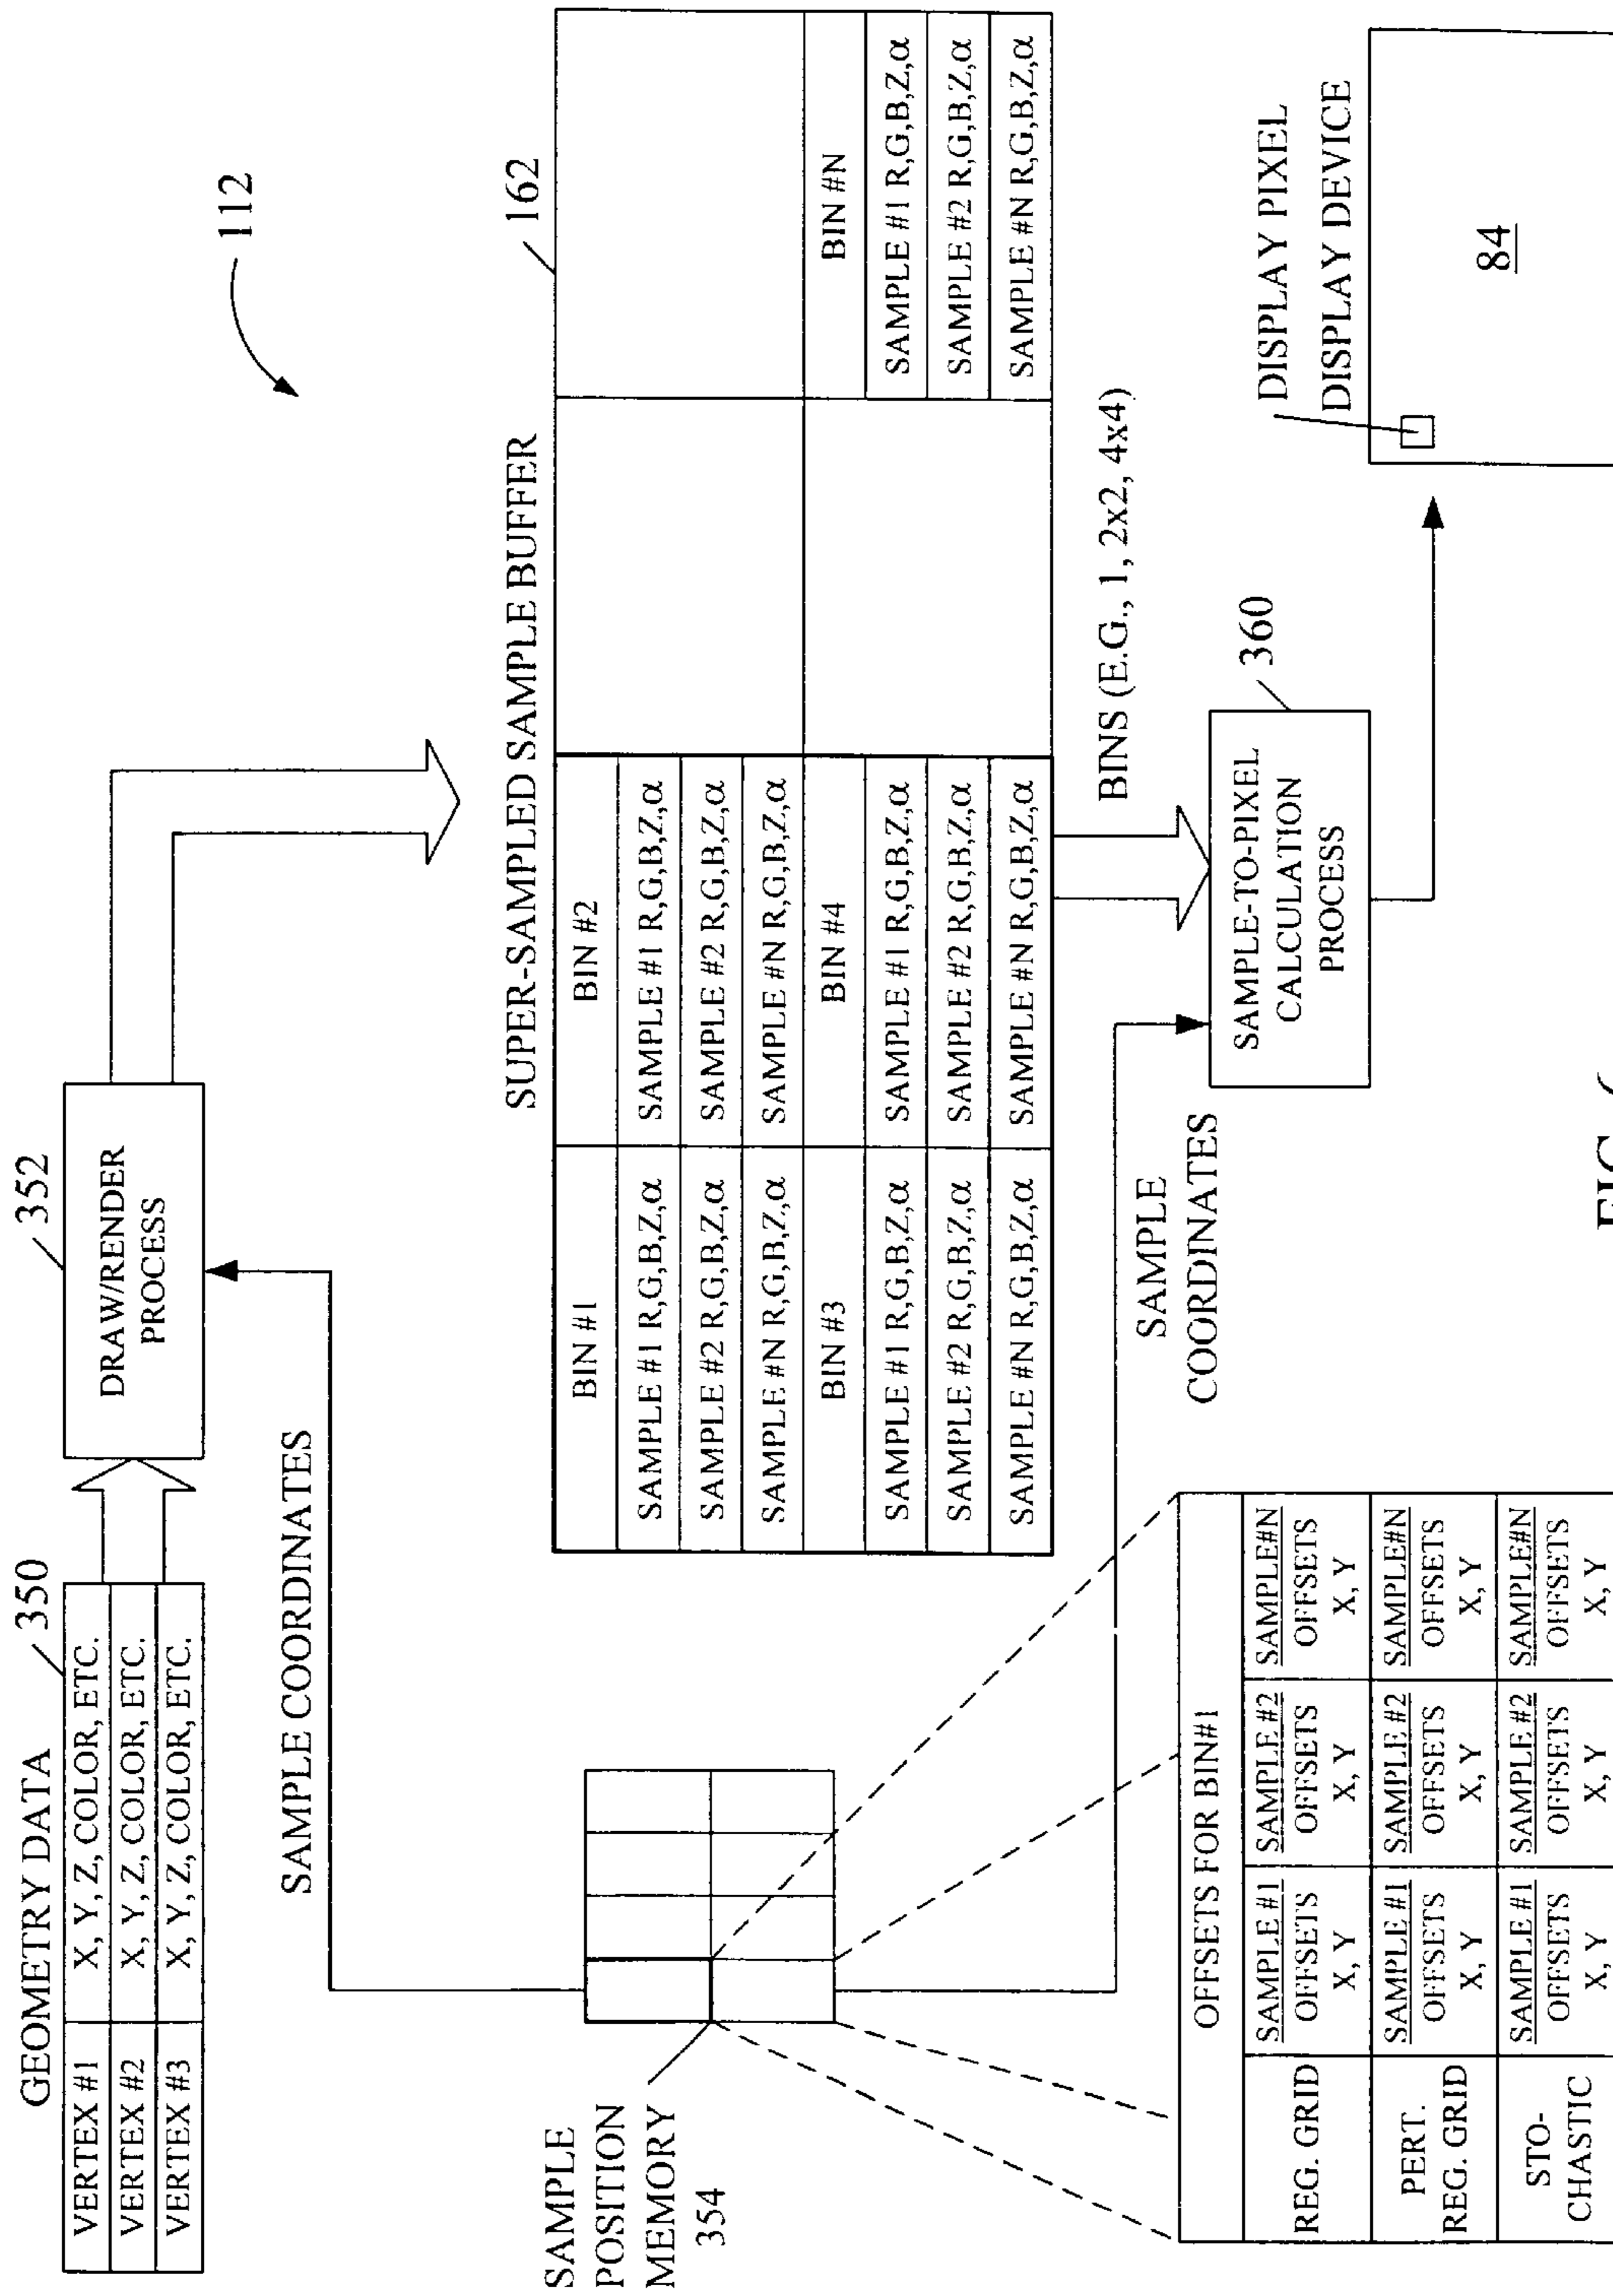 112
GEOMETRY DATA
350
VERTEX #1 X, Y, Z, COLOR, ETC.
VERTEX #2 X, Y, Z, COLOR, ETC.
VERTEX #3 X, Y, Z, COLOR, ETC.
352
DRAW/RENDER
PROCESS
SAMPLE COORDINATES
SUPER-SAMPLED SAMPLE BUFFER
162
BIN #1 BIN #2
SAMPLE #1 R,G,B,Z,α SAMPLE #1 R,G,B,Z,α
SAMPLE #2 R,G,B,Z,α SAMPLE #2 R,G,B,Z,α
SAMPLE #N R,G,B,Z,α SAMPLE #N R,G,B,Z,α
BIN #3 BIN #4 BIN #N
SAMPLE #1 R,G,B,Z,α SAMPLE #1 R,G,B,Z,α SAMPLE #1 R,G,B,Z,α
SAMPLE #2 R,G,B,Z,α SAMPLE #2 R,G,B,Z,α SAMPLE #2 R,G,B,Z,α
SAMPLE #N R,G,B,Z,α SAMPLE #N R,G,B,Z,α SAMPLE #N R,G,B,Z,α
SAMPLE
POSITION
MEMORY
354
BINS (E.G., 1, 2x2, 4x4)
SAMPLE
COORDINATES
360
SAMPLE-TO-PIXEL
CALCULATION
PROCESS
DISPLAY PIXEL
DISPLAY DEVICE
84
OFFSETS FOR BIN#1
REG. GRID
SAMPLE #1 SAMPLE #2 SAMPLE#N
OFFSETS OFFSETS OFFSETS
X, Y X, Y X, Y
PERT.
REG. GRID
SAMPLE #1 SAMPLE #2 SAMPLE#N
OFFSETS OFFSETS OFFSETS
X, Y X, Y X, Y
STO-
CHASTIC
SAMPLE #1 SAMPLE #2 SAMPLE#N
OFFSETS OFFSETS OFFSETS
X, Y X, Y X, Y